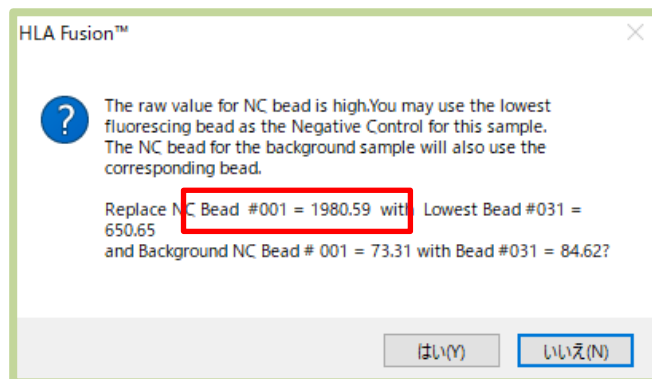 HLA Fusion™
The raw value for NC bead is high.You may use the lowest
fluorescing bead as the Negative Control for this sample.
The NC bead for the background sample will also use the
corresponding bead.
Replace NC Bead #001 = 1980.59 with Lowest Bead #031 =
650.65
and Background NC Bead # 001 = 73.31 with Bead #031 = 84.62?
はい(Y)
いいえ(N)